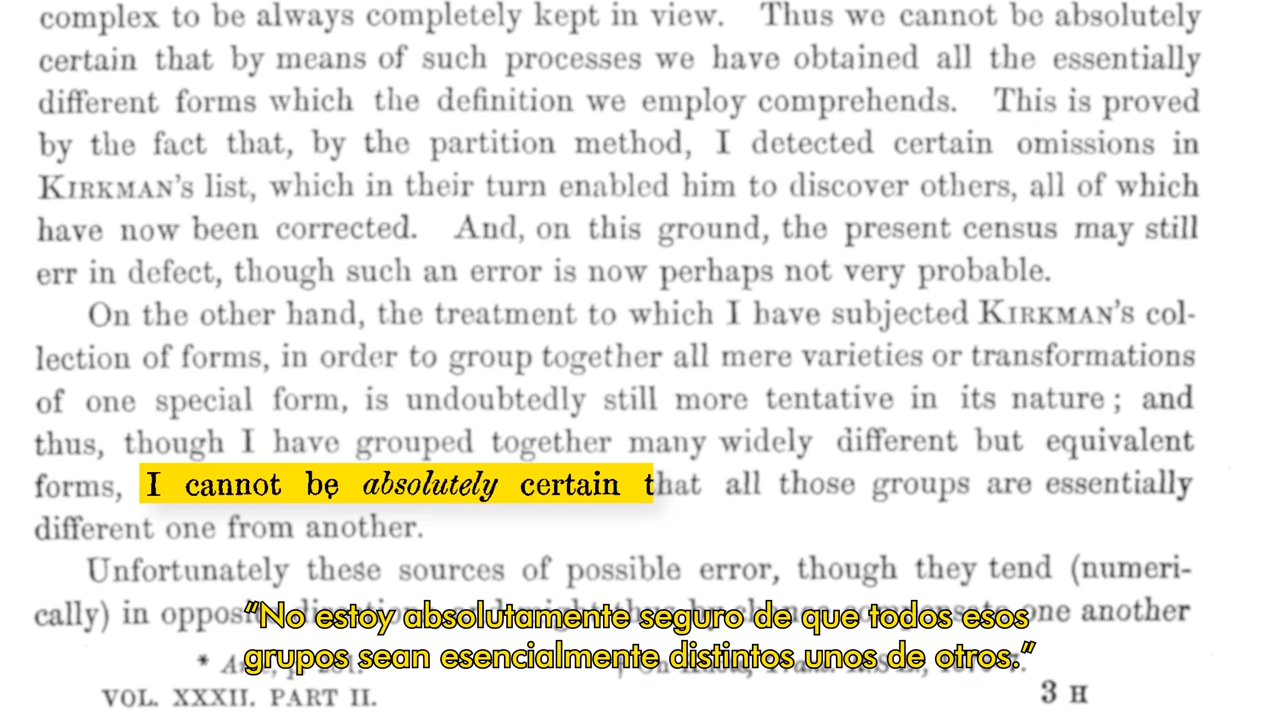 complex to be always completely kept in view. Thus we cannot be absolutely
certain that by means of such processes we have obtained all the essentially
different forms which the definition we employ comprehends. This is proved
by the fact that, by the partition method, I detected certain omissions in
KIRKMAN'S list, which in their turn enabled him to discover others, all of which
have now been corrected. And, on this ground, the present census may still
err in defect, though such an error is now perhaps not very probable.
On the other hand, the treatment to which I have subjected KIRKMAN'S col-
lection of forms, in order to group together all mere varieties or transformations
of one special form, is undoubtedly still more tentative in its nature; and
thus, though I have grouped together many widely different but equivalent
forms, I cannot be absolutely certain that all those groups are essentially
different one from another.
Unfortunately these sources of possible error, though they tend (numeri-
cally) in one another
"No estoy absolutamente seguro de que todos esos
grupos sean esencialmente distintos unos de otros."
VOL. XXXII. PART II. 3 H